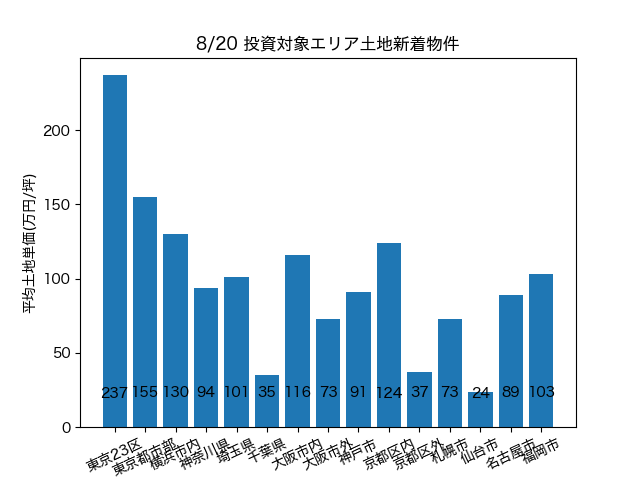 8/20 投資対象エリア土地新着物件
平均土地単価(万円/坪)
200
150
100
50
0
237 155 130 94 101 35 116 73 91 124 37 73 24 89 103
東京23区 東京都市部 横浜市内 神奈川県 埼玉県 千葉県 大阪市内 大阪市外 神戸市 京都区内 京都区外 札幌市 仙台市 名古屋市 福岡市